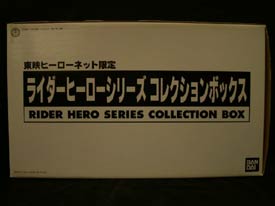 東映ヒーローネット限定
ライダーヒーローシリーズ コレクションボックス
RIDER HERO SERIES COLLECTION BOX
BAN
DAI